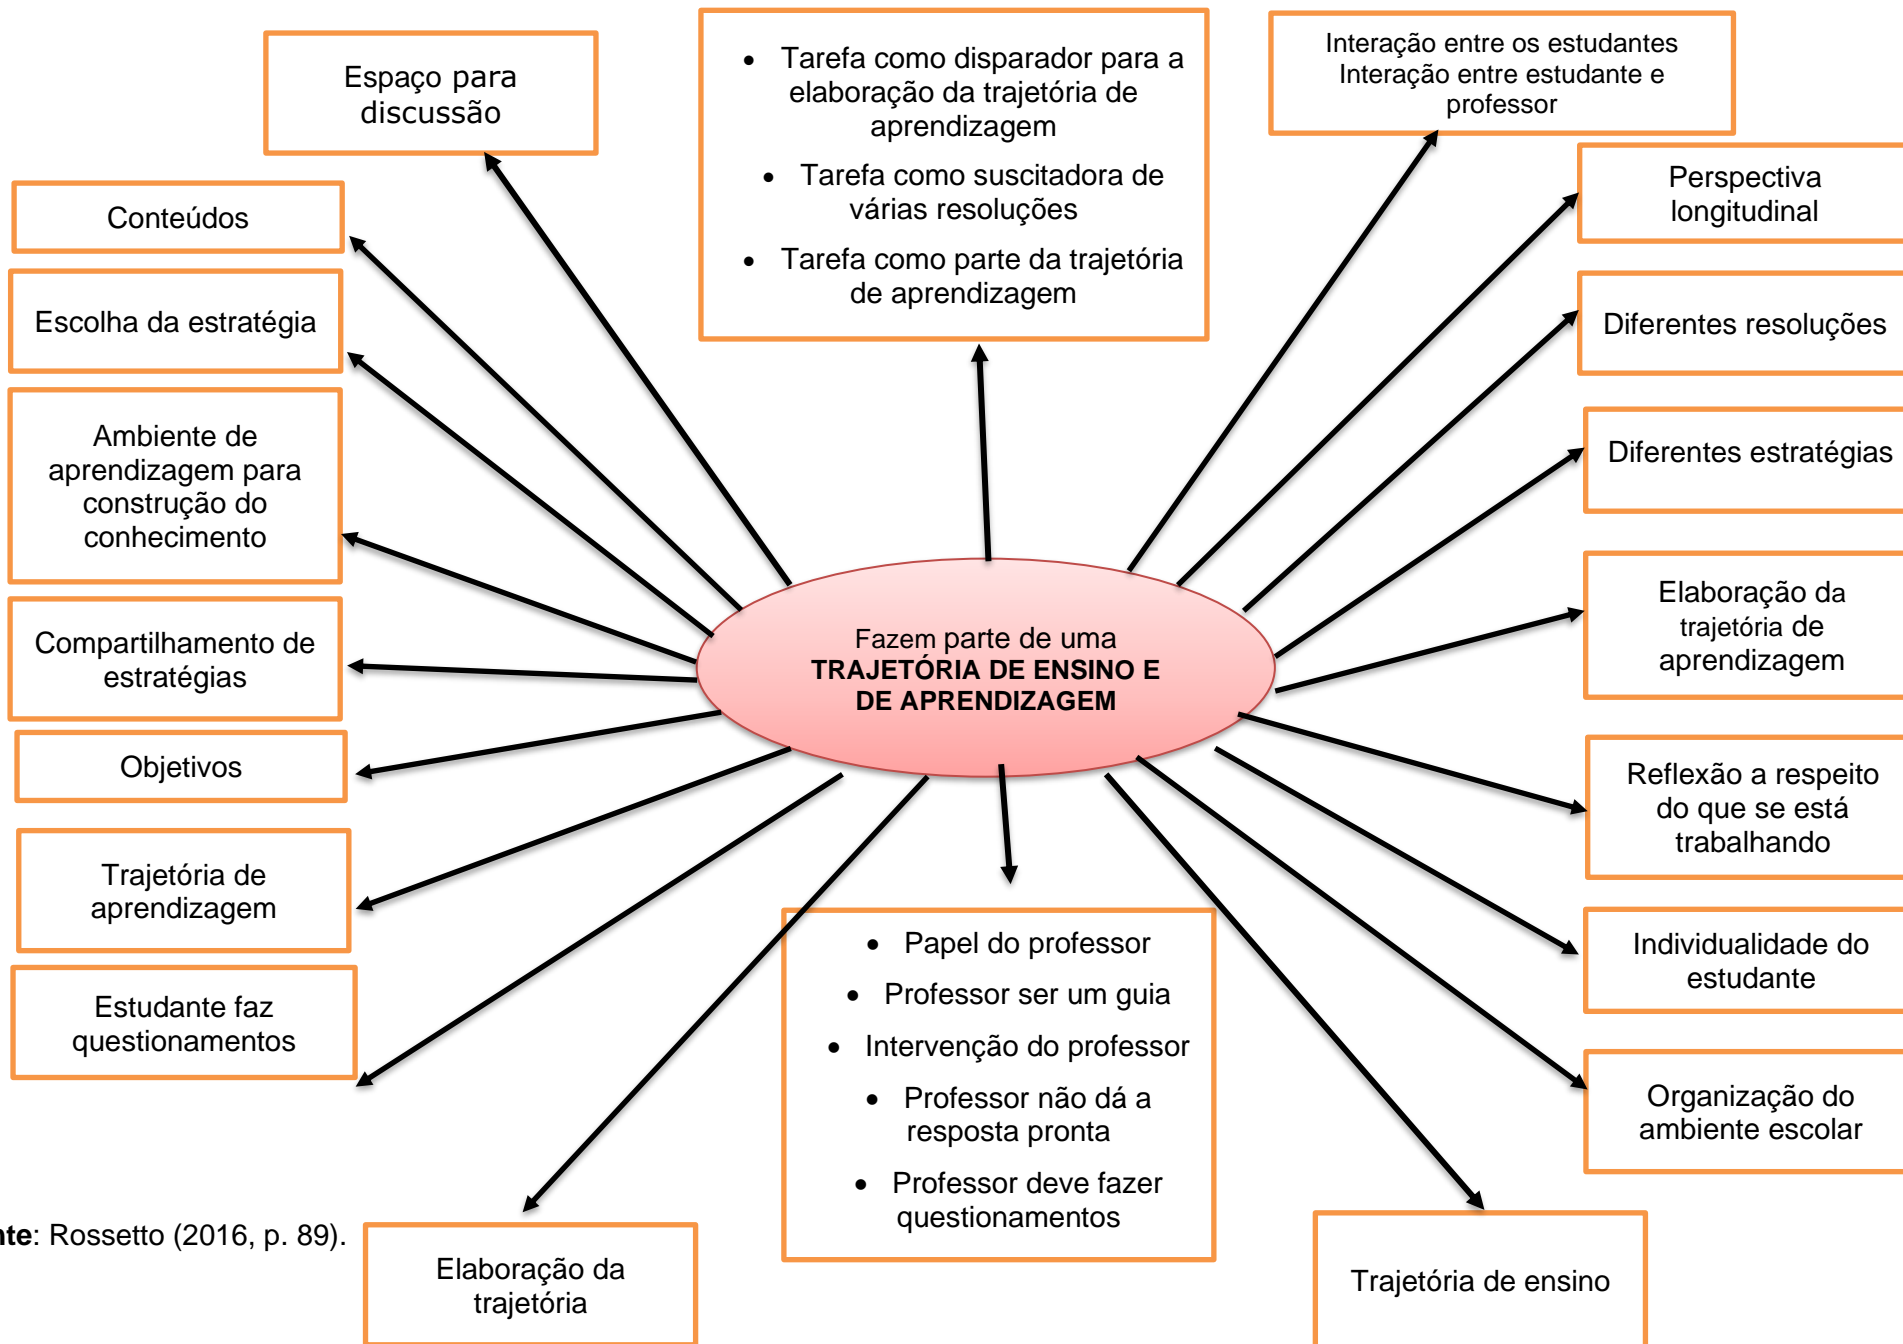 Espaço para
discussão
• Tarefa como disparador para a
elaboração da trajetória de
aprendizagem
• Tarefa como suscitadora de
várias resoluções
• Tarefa como parte da trajetória
de aprendizagem
Interação entre os estudantes
Interação entre estudante e
professor
Conteúdos
Escolha da estratégia
Ambiente de
aprendizagem para
construção do
conhecimento
Compartilhamento de
estratégias
Objetivos
Trajetória de
aprendizagem
Estudante faz
questionamentos
Fazem parte de uma
TRAJETÓRIA DE ENSINO E
DE APRENDIZAGEM
Perspectiva
longitudinal
Diferentes resoluções
Diferentes estratégias
Elaboração da
trajetória de
aprendizagem
Reflexão a respeito
do que se está
trabalhando
Individualidade do
estudante
Organização do
ambiente escolar
• Papel do professor
• Professor ser um guia
• Intervenção do professor
• Professor não dá a
resposta pronta
• Professor deve fazer
questionamentos
Elaboração da
trajetória
Trajetória de ensino
nte: Rossetto (2016, p. 89).